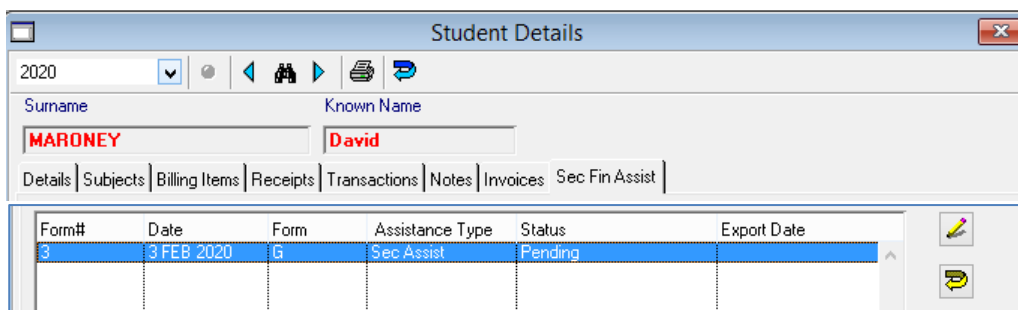 Student Details
2020
Surname Known Name
MARONEY David
Details Subjects Billing Items Receipts Transactions Notes Invoices Sec Fin Assist
Form# Date Form Assistance Type Status Export Date
3 3 FEB 2020 G Sec Assist Pending